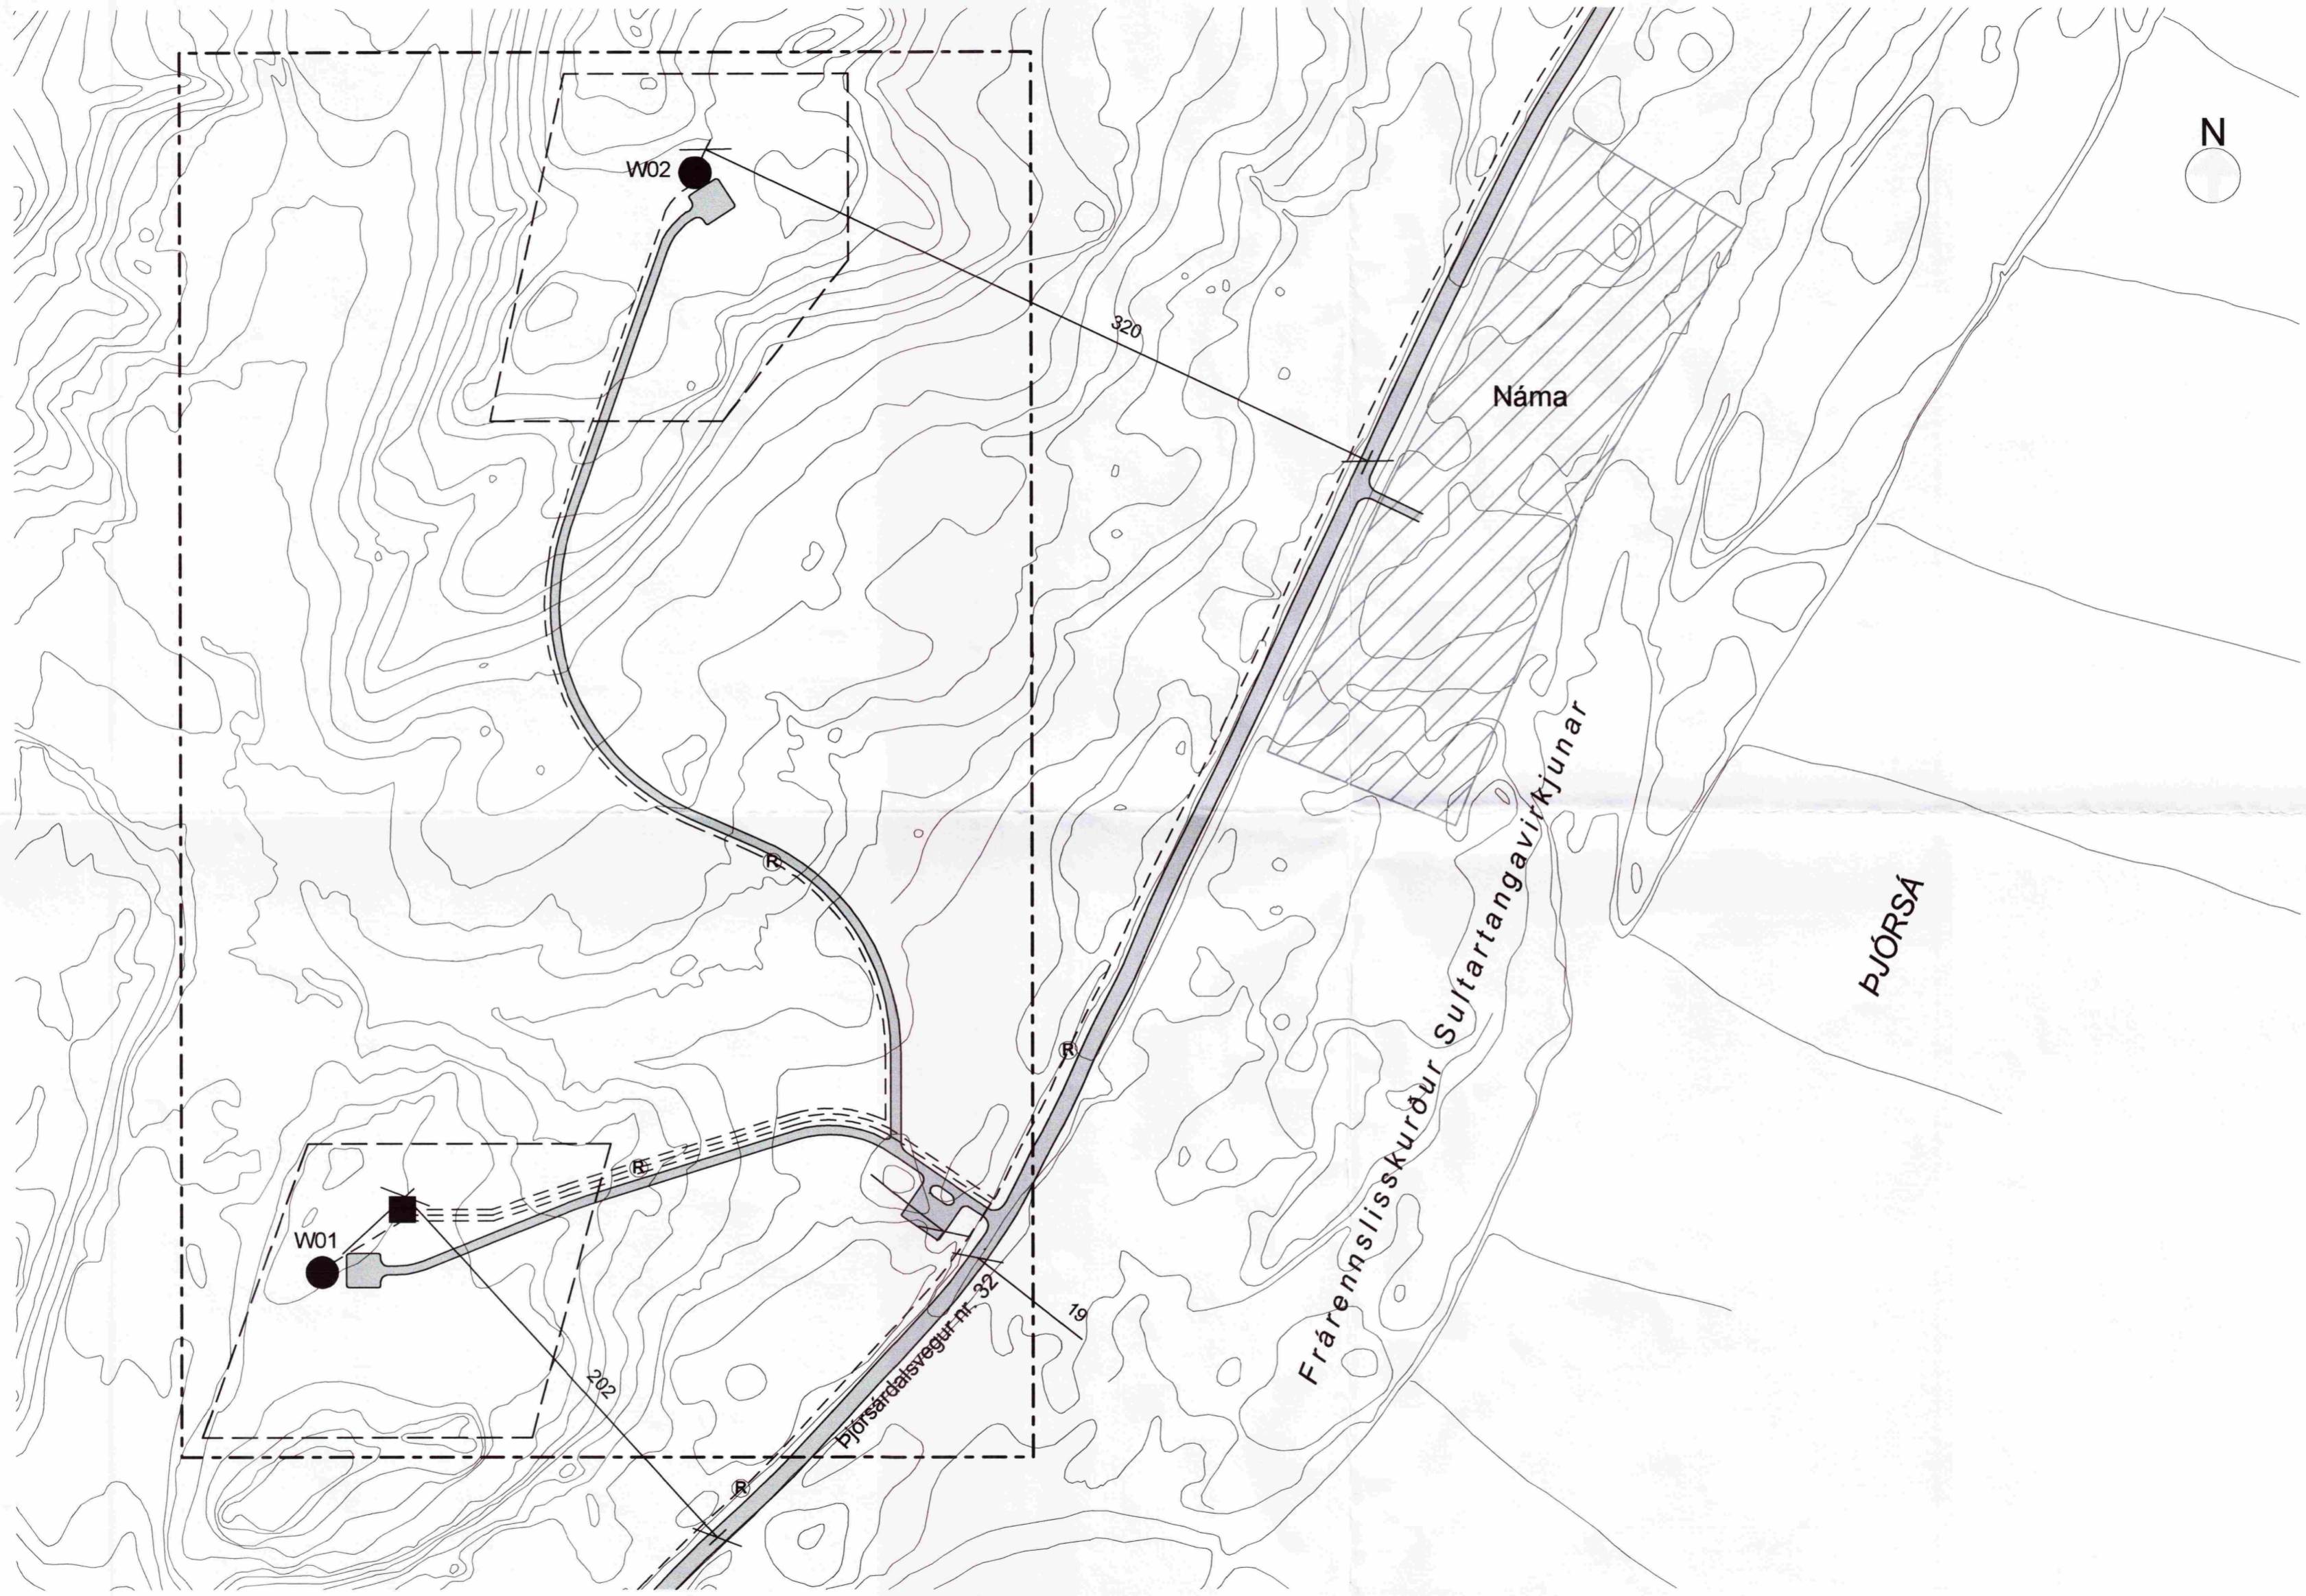 N
W02
320
Náma
Frárennslisskurður Sultartangavirkjunar
ÞJÓRSÁ
R
R
R
W01
19
Þjórsárdalsvegur nr. 32
202
R